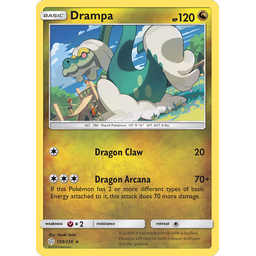 BASIC
Drampa
HP120
NO. 780 Placid Pokémon HT: 9'10" WT: 407.9 lbs.
Dragon Claw 20
Dragon Arcana 70+
If this Pokémon has 2 or more different types of basic
Energy attached to it, this attack does 70 more damage.
weakness ×2 resistance retreat
159/236 ★